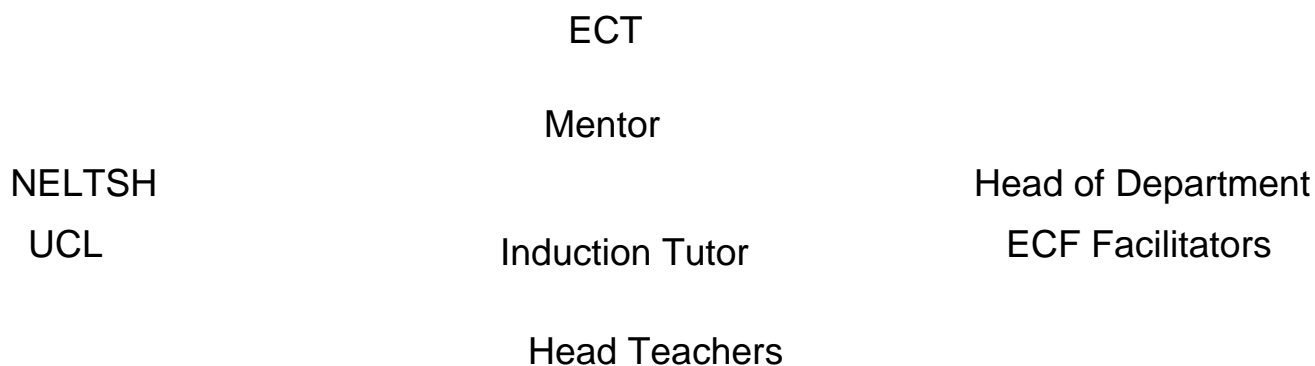 ECT
Mentor
NELTSH
Head of Department
UCL
Induction Tutor
ECF Facilitators
Head Teachers